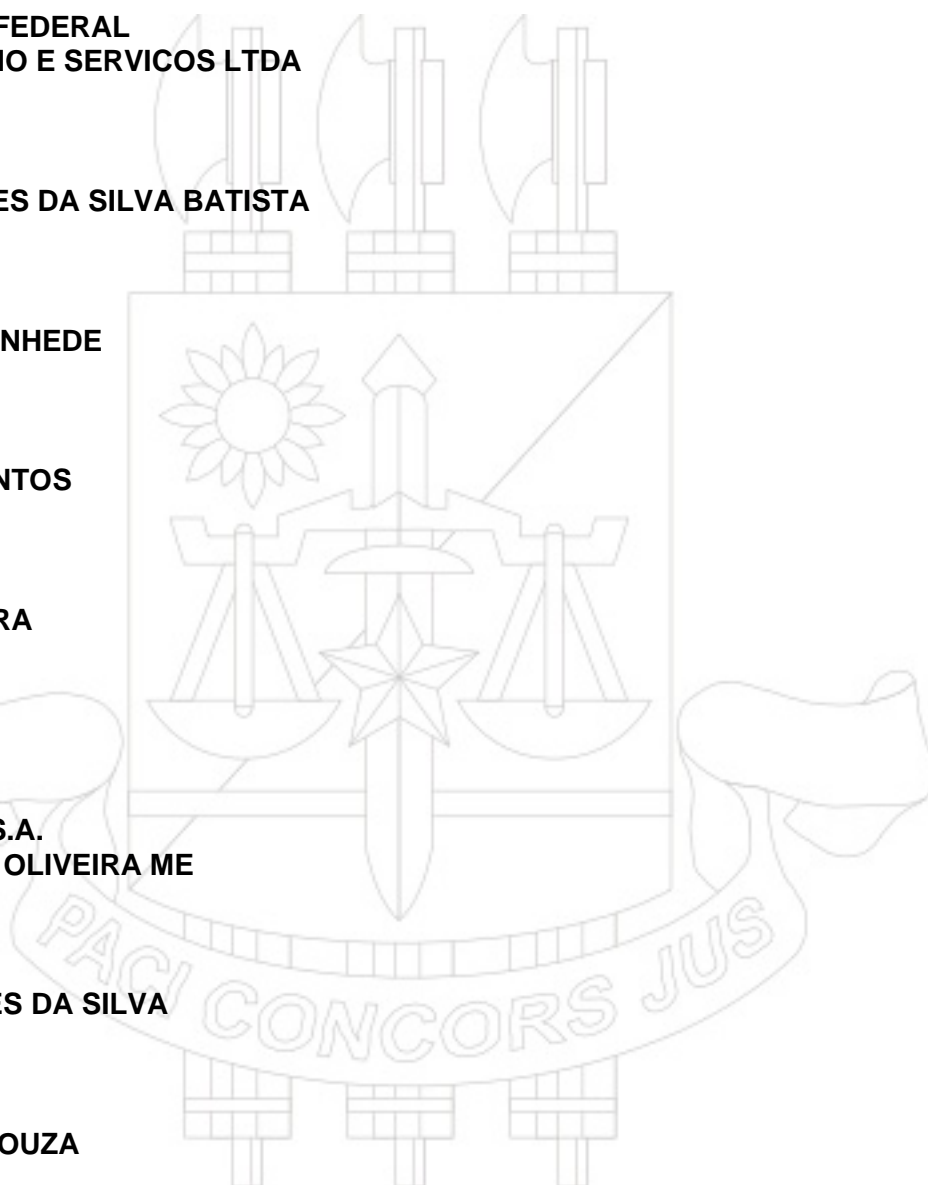 FEDERAL
IO E SERVICOS LTDA
ES DA SILVA BATISTA
NHEDE
NTOS
RA
S.A.
OLIVEIRA ME
ES DA SILVA
OUZA
PACI CONCORS JUS